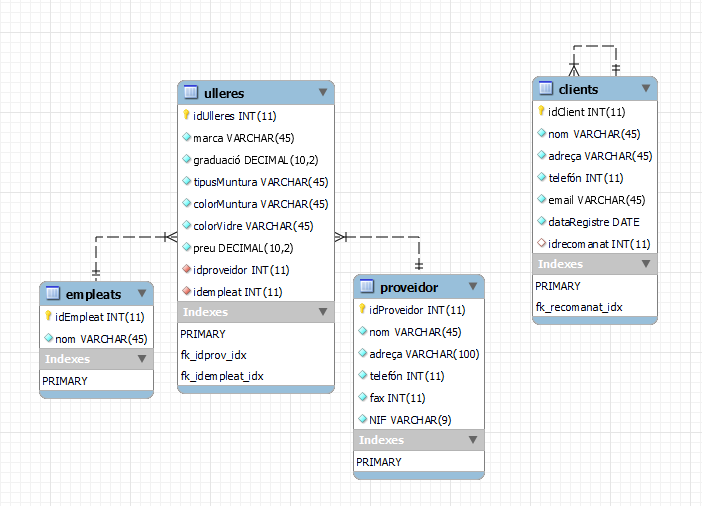 ulleres
idUlleres INT(11)
marca VARCHAR(45)
graduació DECIMAL(10,2)
tipusMuntura VARCHAR(45)
colorMuntura VARCHAR(45)
colorVidre VARCHAR(45)
preu DECIMAL(10,2)
idproveidor INT(11)
idempleat INT(11)
Indexes
PRIMARY
fk_idprov_idx
fk_idempleat_idx
clients
idClient INT(11)
nom VARCHAR(45)
adreça VARCHAR(45)
telefón INT(11)
email VARCHAR(45)
dataRegistre DATE
idrecomanat INT(11)
Indexes
PRIMARY
fk_recomanat_idx
empleats
idEmpleat INT(11)
nom VARCHAR(45)
Indexes
PRIMARY
proveidor
idProveidor INT(11)
nom VARCHAR(45)
adreça VARCHAR(100)
telefón INT(11)
fax INT(11)
NIF VARCHAR(9)
Indexes
PRIMARY